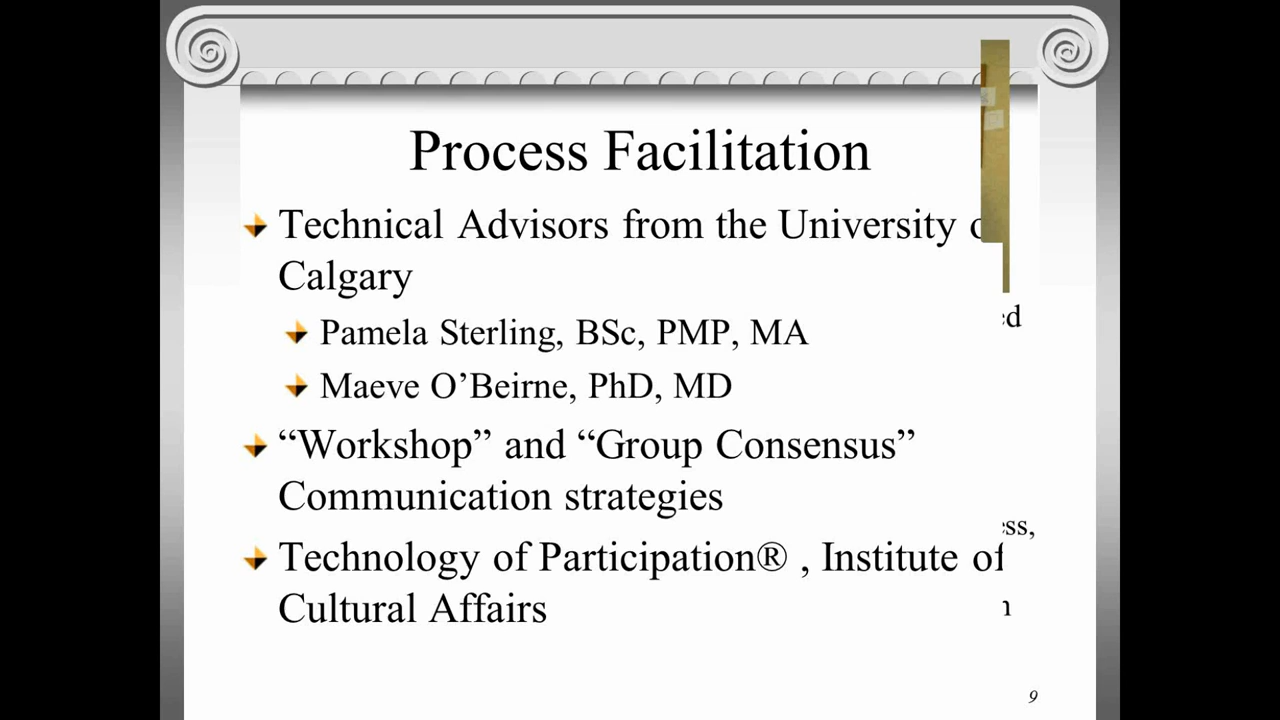 Process Facilitation
Technical Advisors from the University
Calgary
Pamela Sterling, BSc, PMP, MA
Maeve O’Beirne, PhD, MD
“Workshop” and “Group Consensus”
Communication strategies
Technology of Participation® , Institute of
Cultural Affairs
9